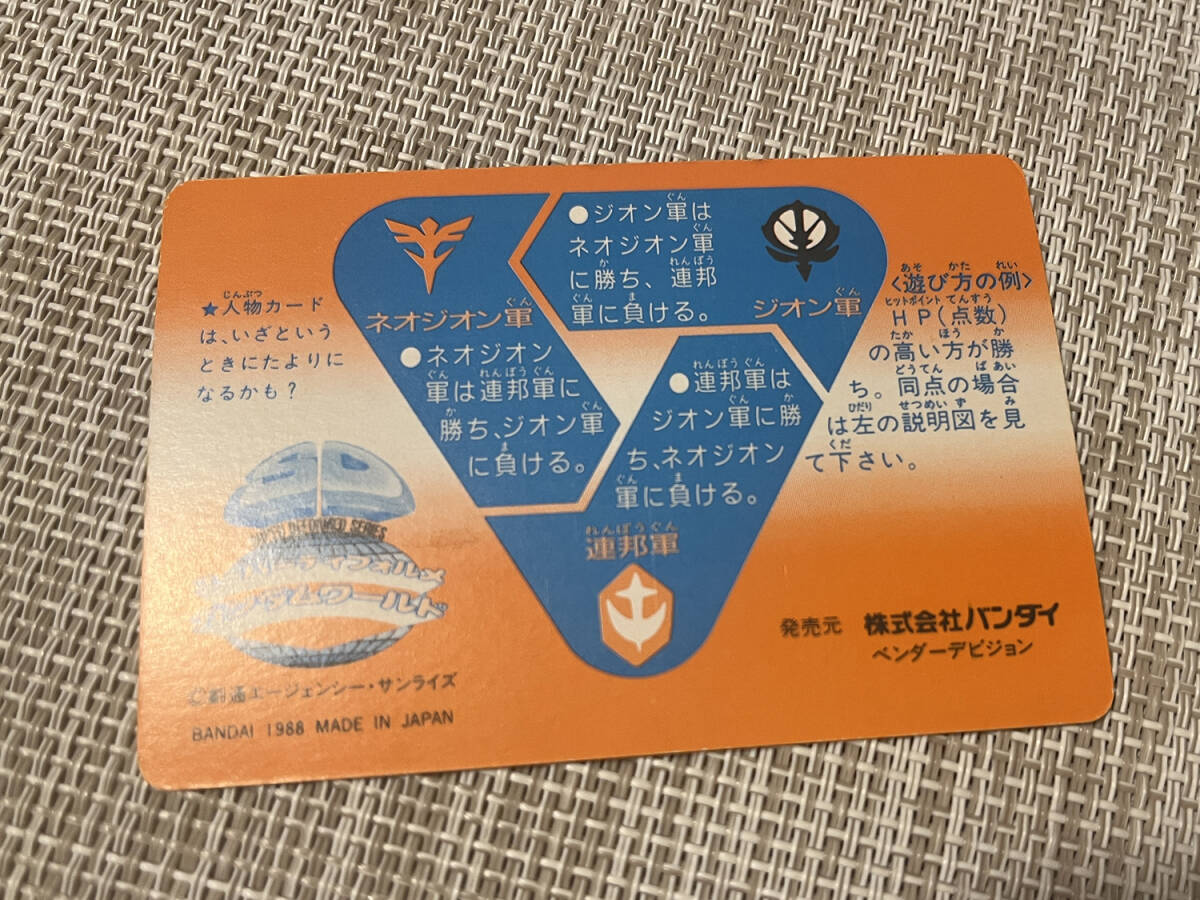 ★人物カード
は、いざという
ときにたよりに
なるかも？
ネオジオン軍
●ネオジオン
軍は連邦軍に
勝ち、ジオン軍
に負ける。
●ジオン軍は
ネオジオン軍
に勝ち、連邦
軍に負ける。
ジオン軍
●連邦軍は
ジオン軍に勝
ち、ネオジオン
軍に負ける。
連邦軍
〈遊び方の例〉
HP(点数)
の高い方が勝
ち。同点の場合
は左の説明図を見
て下さい。
発売元 株式会社バンダイ
ベンダーデビジョン
©創通エージェンシー・サンライズ
BANDAI 1988 MADE IN JAPAN